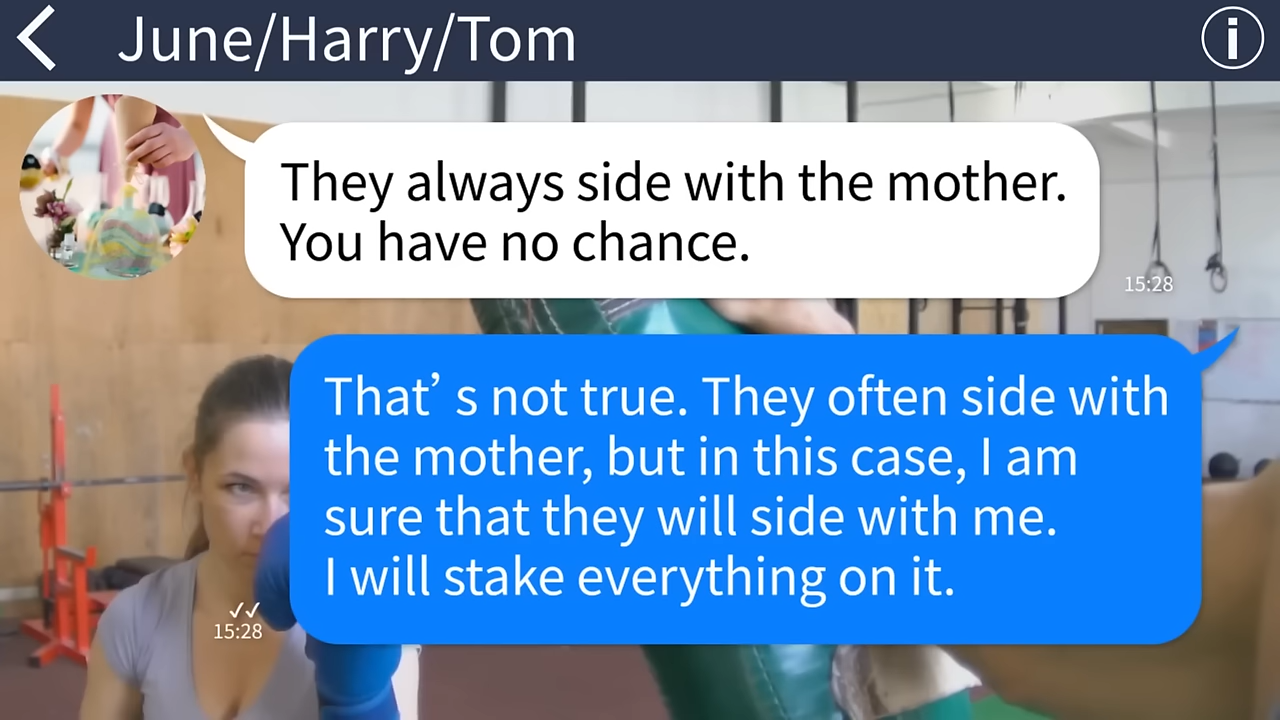 June/Harry/Tom
They always side with the mother.
You have no chance.
15:28
That’s not true. They often side with
the mother, but in this case, I am
sure that they will side with me.
I will stake everything on it.
15:28